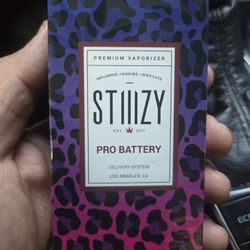 PREMIUM VAPORIZER
INFLUENCE • INSPIRE • INNOVATE
STIIIZY
EST. 2017
PRO BATTERY
DELIVERY SYSTEM
LOS ANGELES, CA